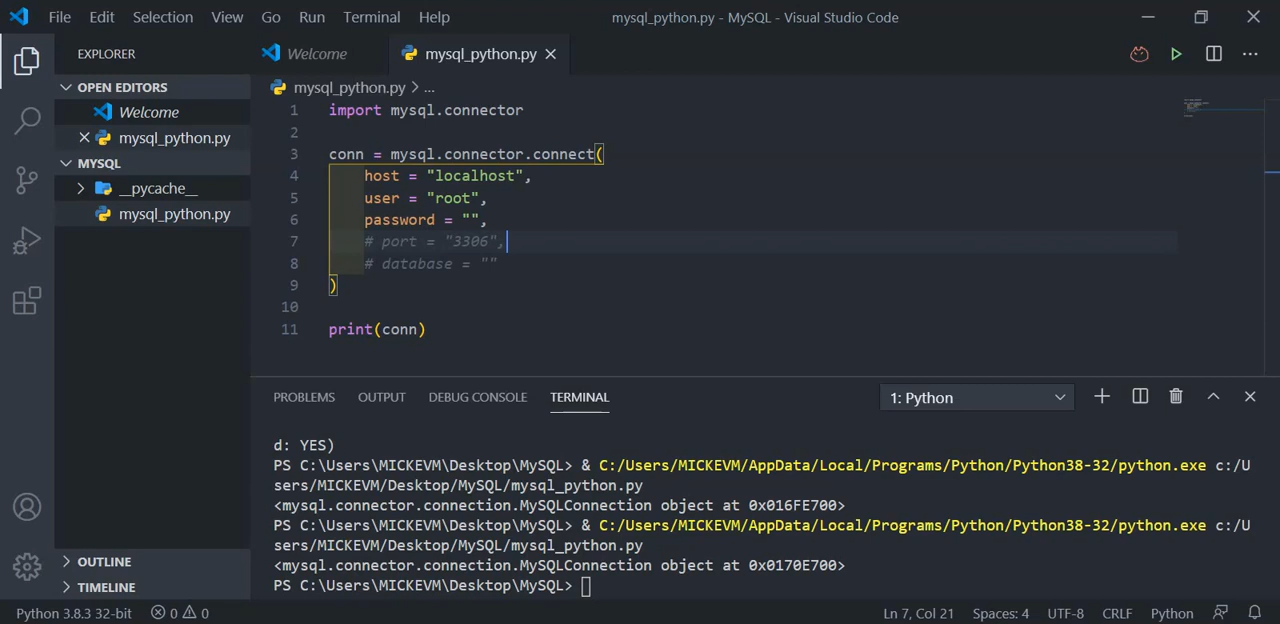 File Edit Selection View Go Run Terminal Help mysql_python.py - MySQL - Visual Studio Code
EXPLORER
OPEN EDITORS
Welcome
mysql_python.py
MYSQL
__pycache__
mysql_python.py
OUTLINE
TIMELINE
Welcome mysql_python.py
mysql_python.py > ...
1 import mysql.connector
2
3 conn = mysql.connector.connect(
4 host = "localhost",
5 user = "root",
6 password = "",
7 # port = "3306",
8 # database = ""
9 )
10
11 print(conn)
PROBLEMS OUTPUT DEBUG CONSOLE TERMINAL 1: Python
d: YES)
PS C:\Users\MICKEVM\Desktop\MySQL> & C:/Users/MICKEVM/AppData/Local/Programs/Python/Python38-32/python.exe c:/U
sers/MICKEVM/Desktop/MySQL/mysql_python.py
<mysql.connector.connection.MySQLConnection object at 0x016FE700>
PS C:\Users\MICKEVM\Desktop\MySQL> & C:/Users/MICKEVM/AppData/Local/Programs/Python/Python38-32/python.exe c:/U
sers/MICKEVM/Desktop/MySQL/mysql_python.py
<mysql.connector.connection.MySQLConnection object at 0x0170E700>
PS C:\Users\MICKEVM\Desktop\MySQL>
Python 3.8.3 32-bit 0 0 Ln 7, Col 21 Spaces: 4 UTF-8 CRLF Python